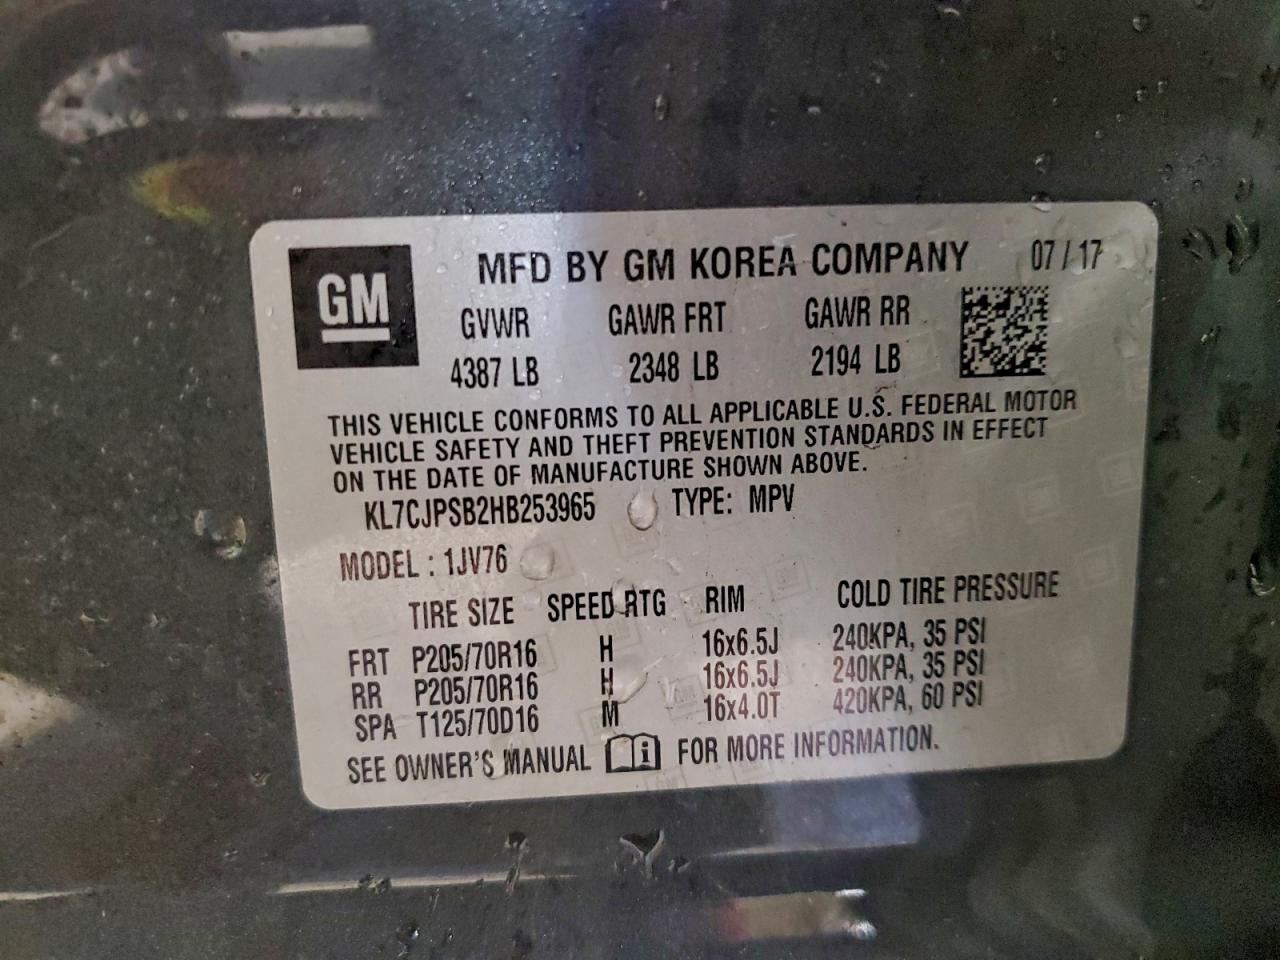 GM
MFD BY GM KOREA COMPANY 07/17
GVWR GAWR FRT GAWR RR
4387 LB 2348 LB 2194 LB
THIS VEHICLE CONFORMS TO ALL APPLICABLE U.S. FEDERAL MOTOR
VEHICLE SAFETY AND THEFT PREVENTION STANDARDS IN EFFECT
ON THE DATE OF MANUFACTURE SHOWN ABOVE.
KL7CJPSB2HB253965 TYPE: MPV
MODEL : 1JV76
TIRE SIZE SPEED RTG RIM COLD TIRE PRESSURE
FRT P205/70R16 H 16x6.5J 240KPA, 35 PSI
RR P205/70R16 H 16x6.5J 240KPA, 35 PSI
SPA T125/70D16 M 16x4.0T 420KPA, 60 PSI
SEE OWNER'S MANUAL i FOR MORE INFORMATION.